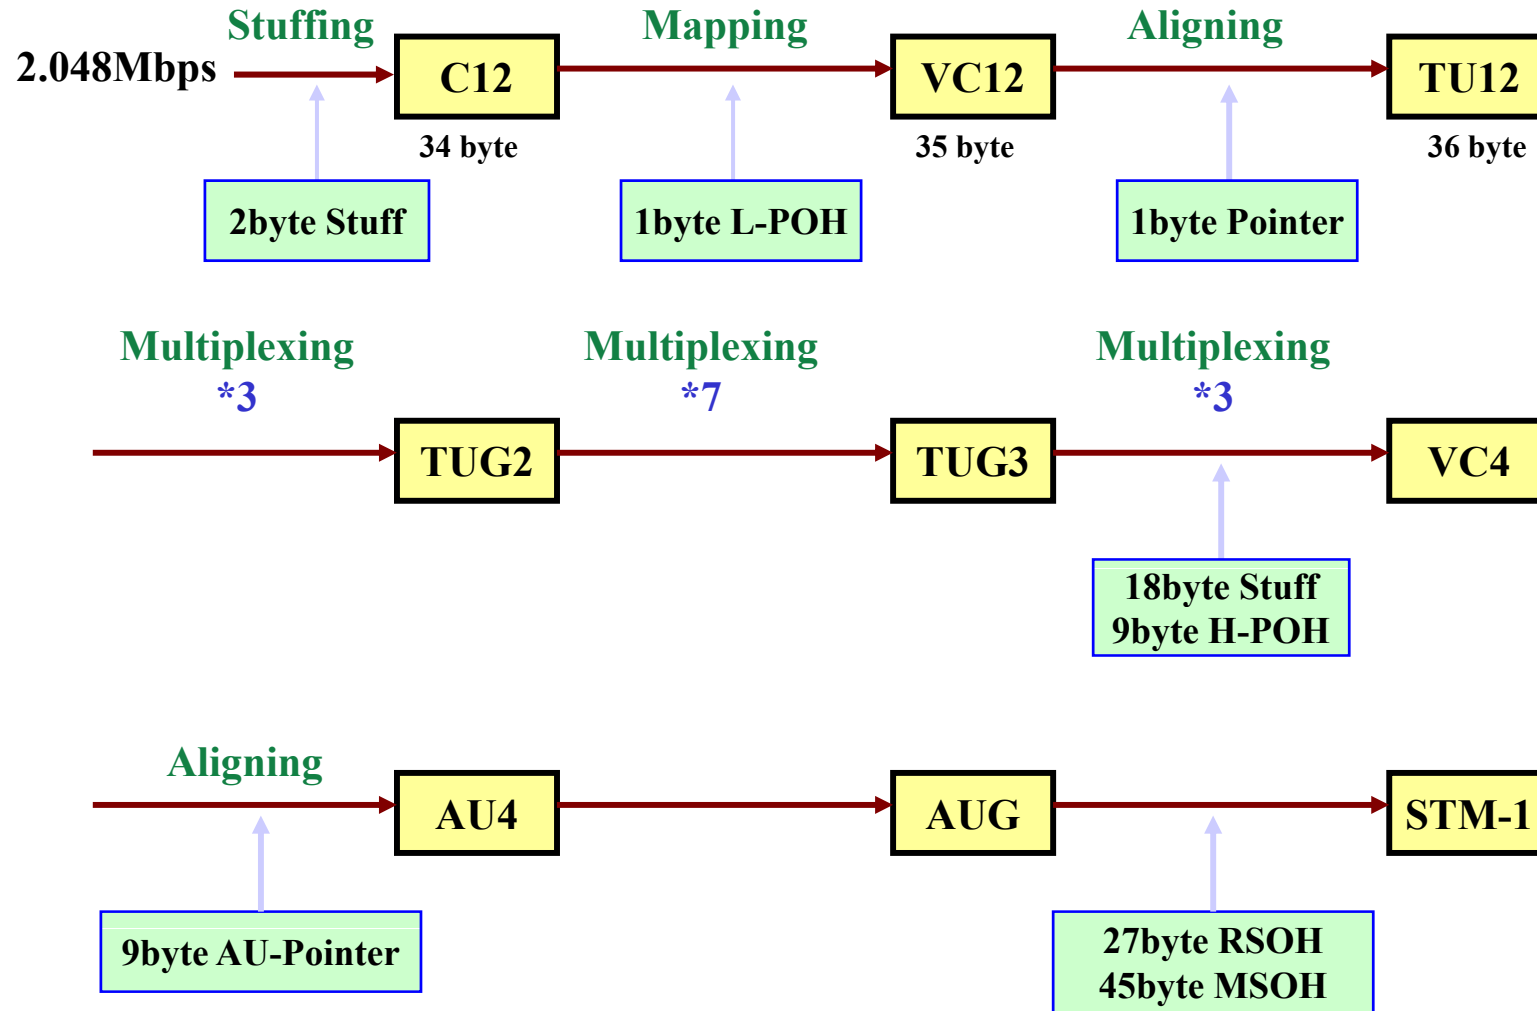 Stuffing
Mapping
Aligning
2.048Mbps
C12
VC12
TU12
34 byte
35 byte
36 byte
2byte Stuff
1byte L-POH
1byte Pointer
Multiplexing
*3
Multiplexing
*7
Multiplexing
*3
TUG2
TUG3
VC4
18byte Stuff
9byte H-POH
Aligning
AU4
AUG
STM-1
9byte AU-Pointer
27byte RSOH
45byte MSOH